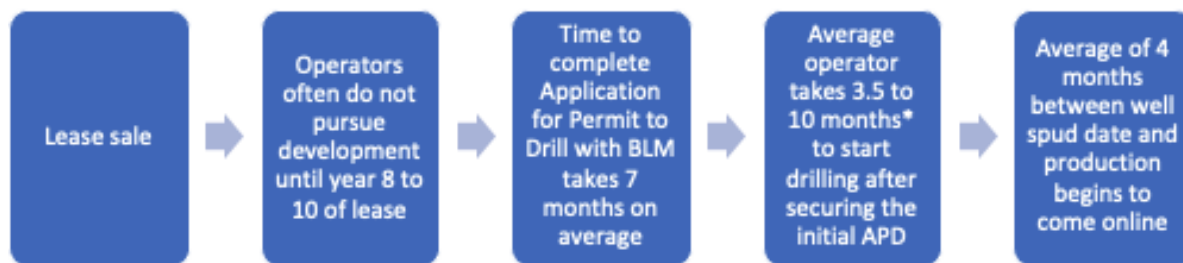 Lease sale
Operators
often do not
pursue
development
until year 8 to
10 of lease
Time to
complete
Application
for Permit to
Drill with BLM
takes 7
months on
average
Average
operator
takes 3.5 to
10 months*
to start
drilling after
securing the
initial APD
Average of 4
months
between well
spud date and
production
begins to
come online